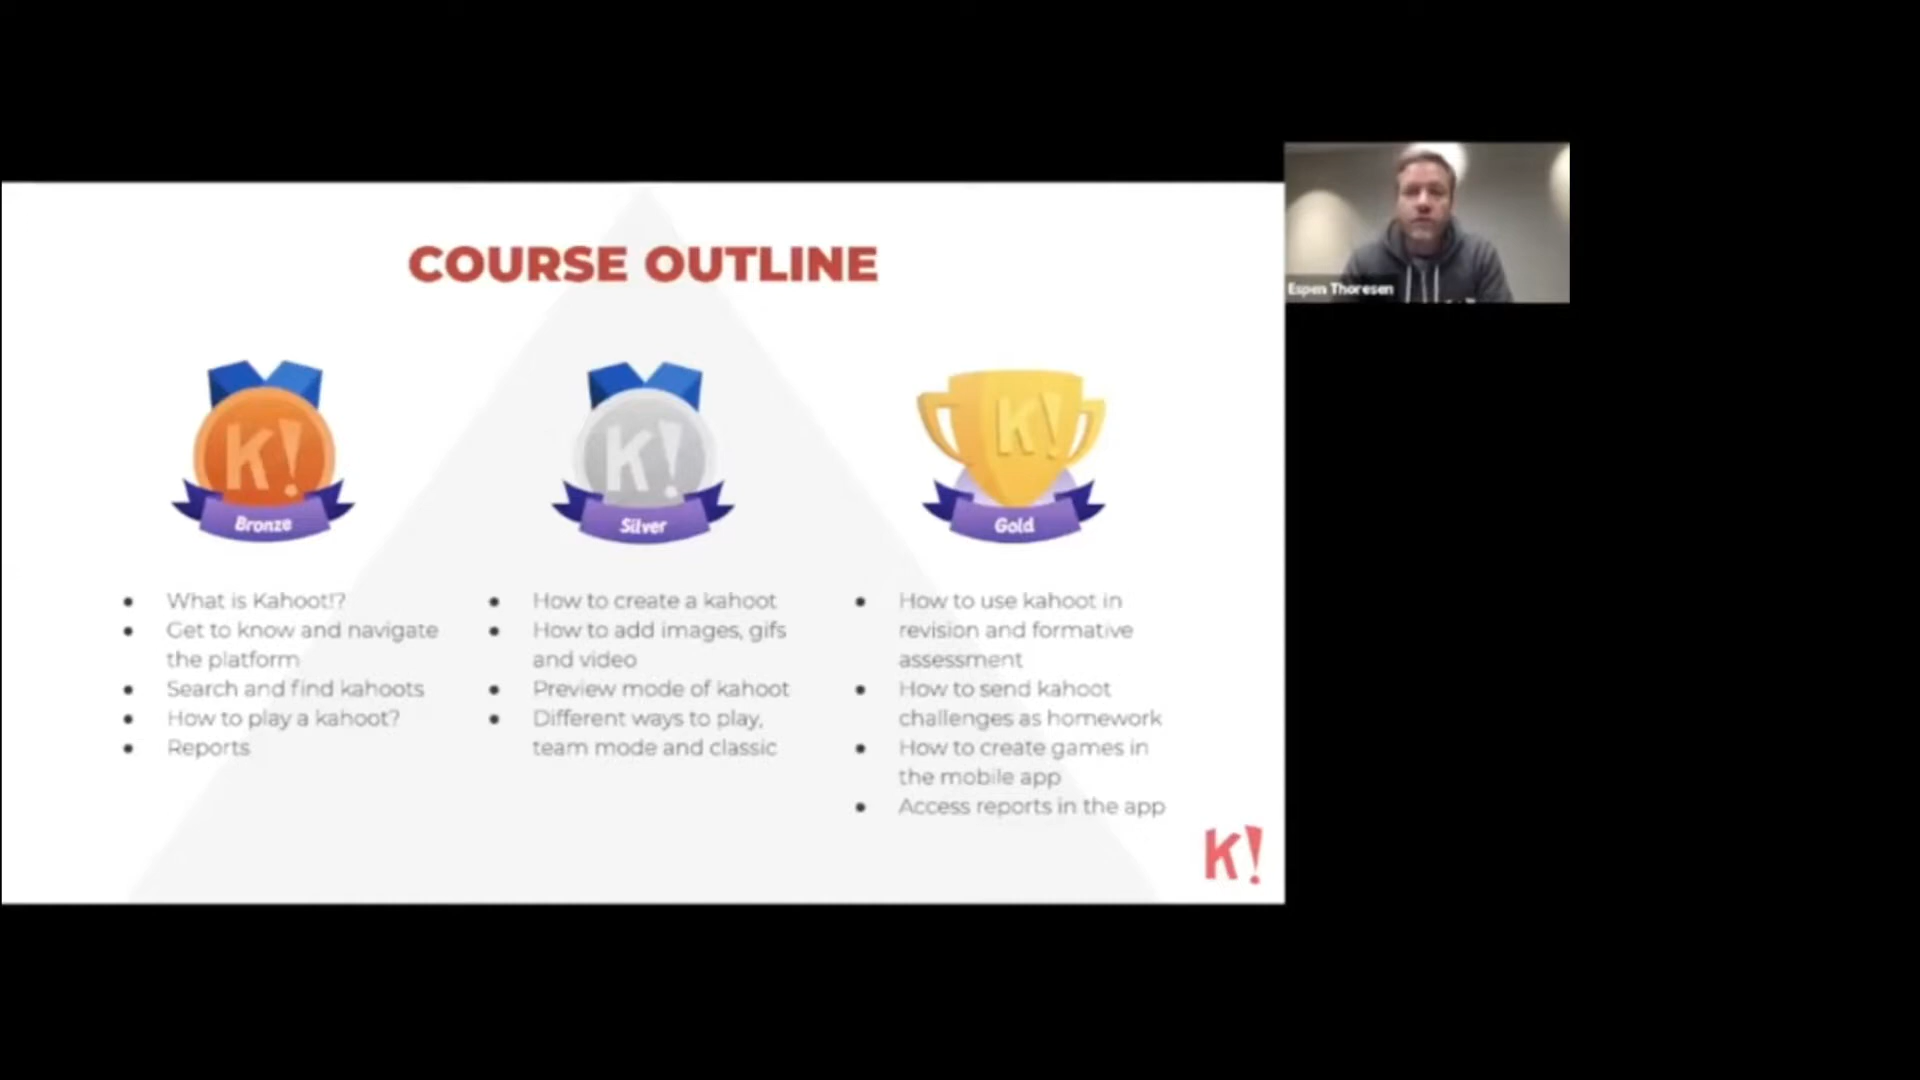 COURSE OUTLINE
K!
Bronze
K!
Silver
K!
Gold
What is Kahoot!?
Get to know and navigate
the platform
Search and find kahoots
How to play a kahoot?
Reports
How to create a kahoot
How to add images, gifs
and video
Preview mode of kahoot
Different ways to play,
team mode and classic
How to use kahoot in
revision and formative
assessment
How to send kahoot
challenges as homework
How to create games in
the mobile app
Access reports in the app
K!
Espen Thoresen